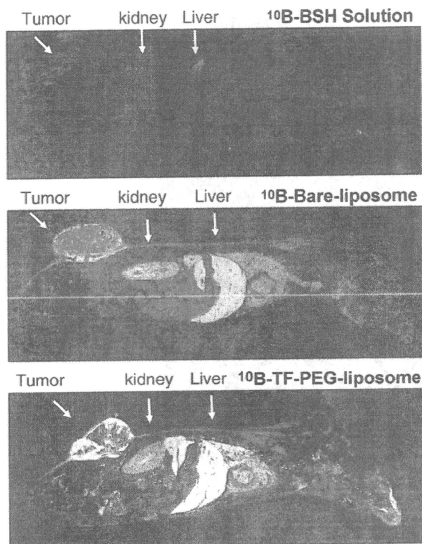 Tumor kidney Liver ¹⁰B-BSH Solution
Tumor kidney Liver ¹⁰B-Bare-liposome
Tumor kidney Liver ¹⁰B-TF-PEG-liposome